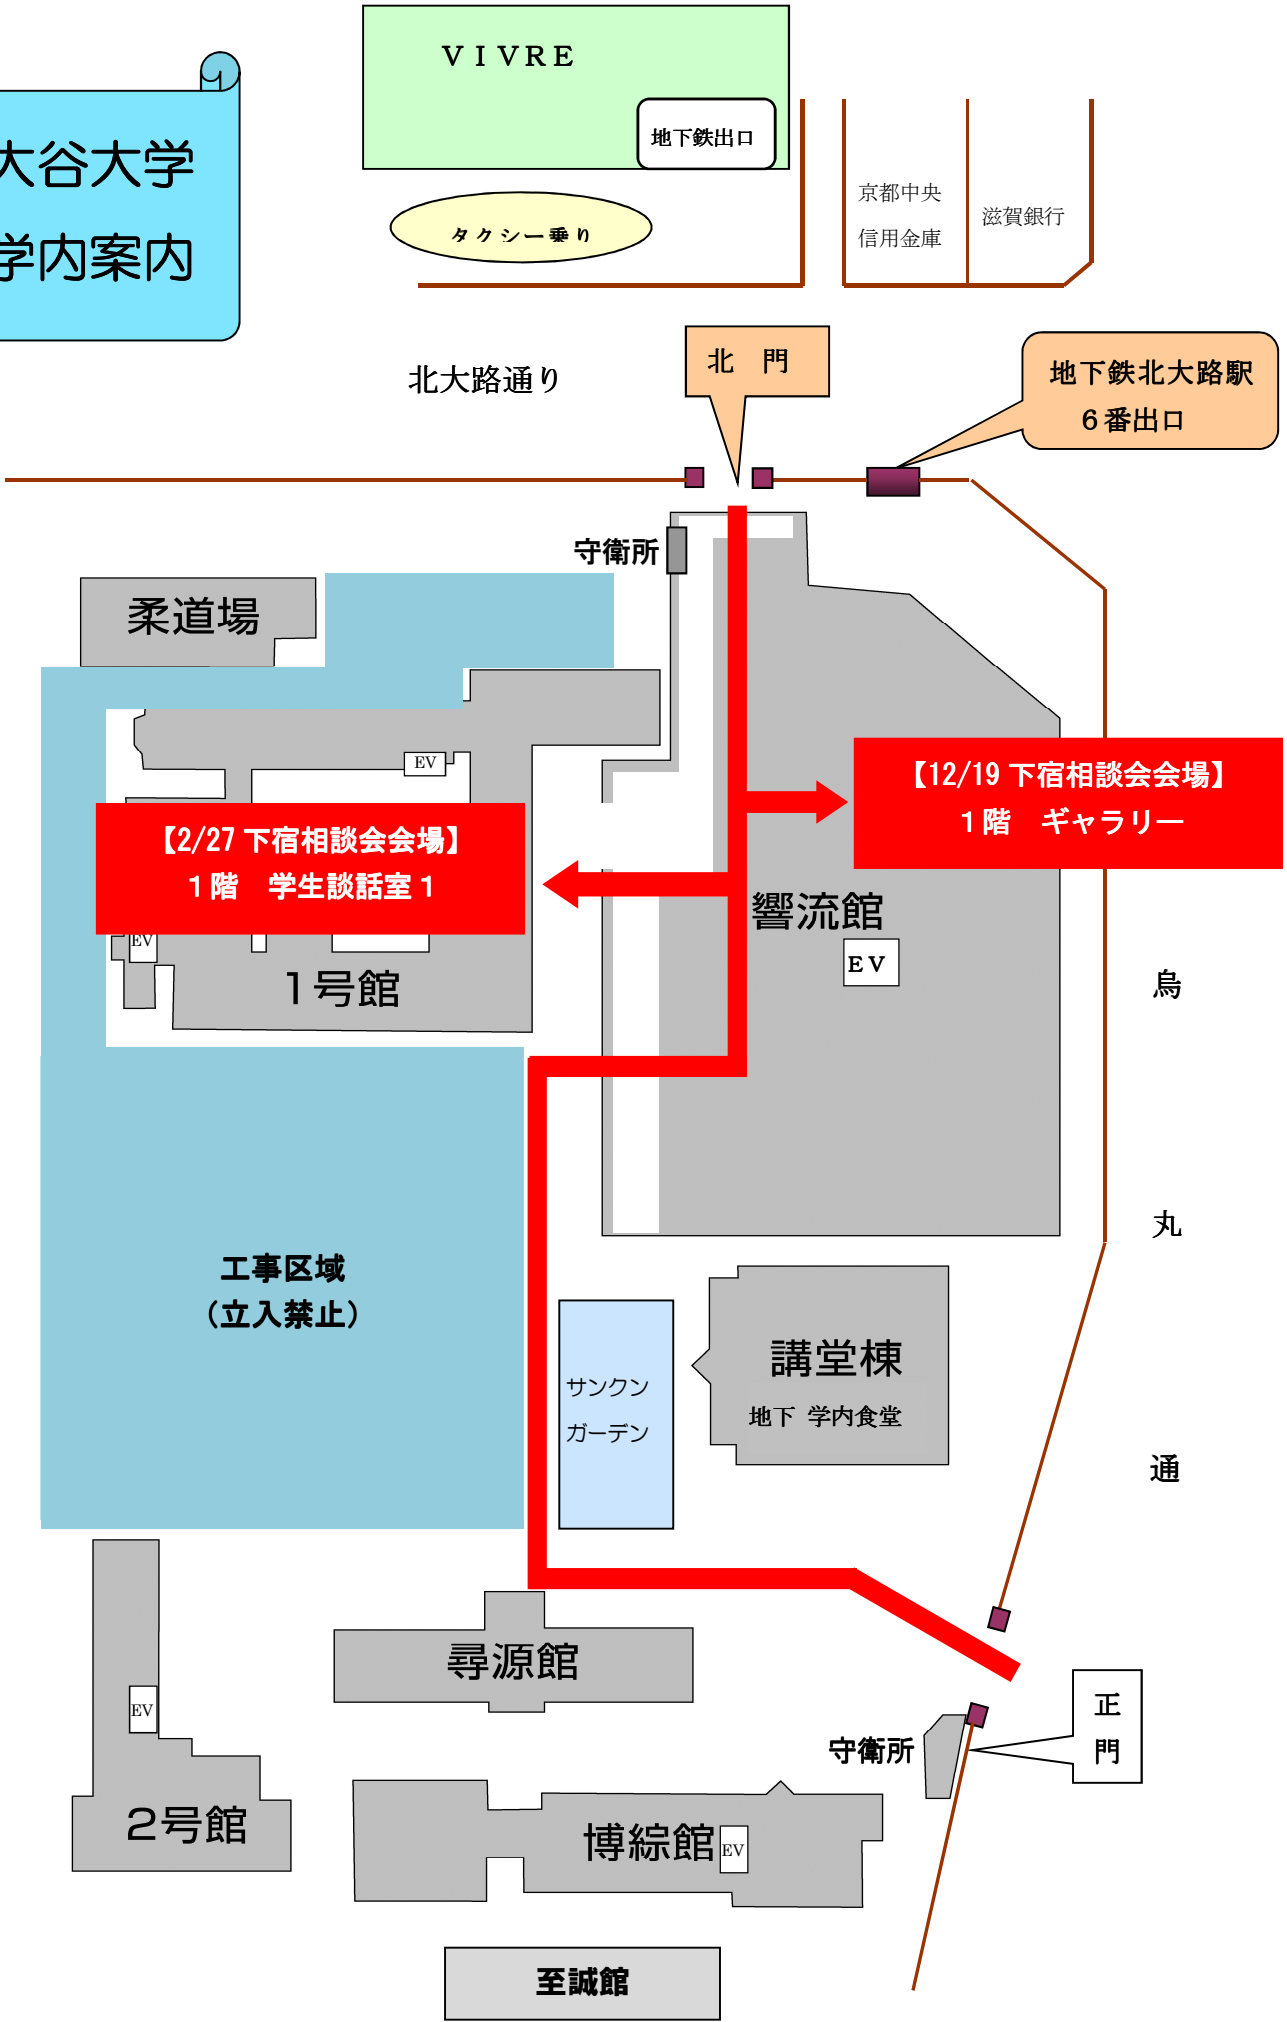 ＶＩＶＲＥ
地下鉄出口
大谷大学
学内案内
タクシー乗り
京都中央
信用金庫
滋賀銀行
北大路通り
北　門
地下鉄北大路駅
６番出口
守衛所
柔道場
EV
【12/19 下宿相談会会場】
１階　ギャラリー
【2/27 下宿相談会会場】
１階　学生談話室１
EV
響流館
ＥＶ
１号館
烏
丸
通
工事区域
（立入禁止）
サンクン
ガーデン
講堂棟
地下 学内食堂
尋源館
EV
正
門
守衛所
２号館
博綜館
EV
至誠館